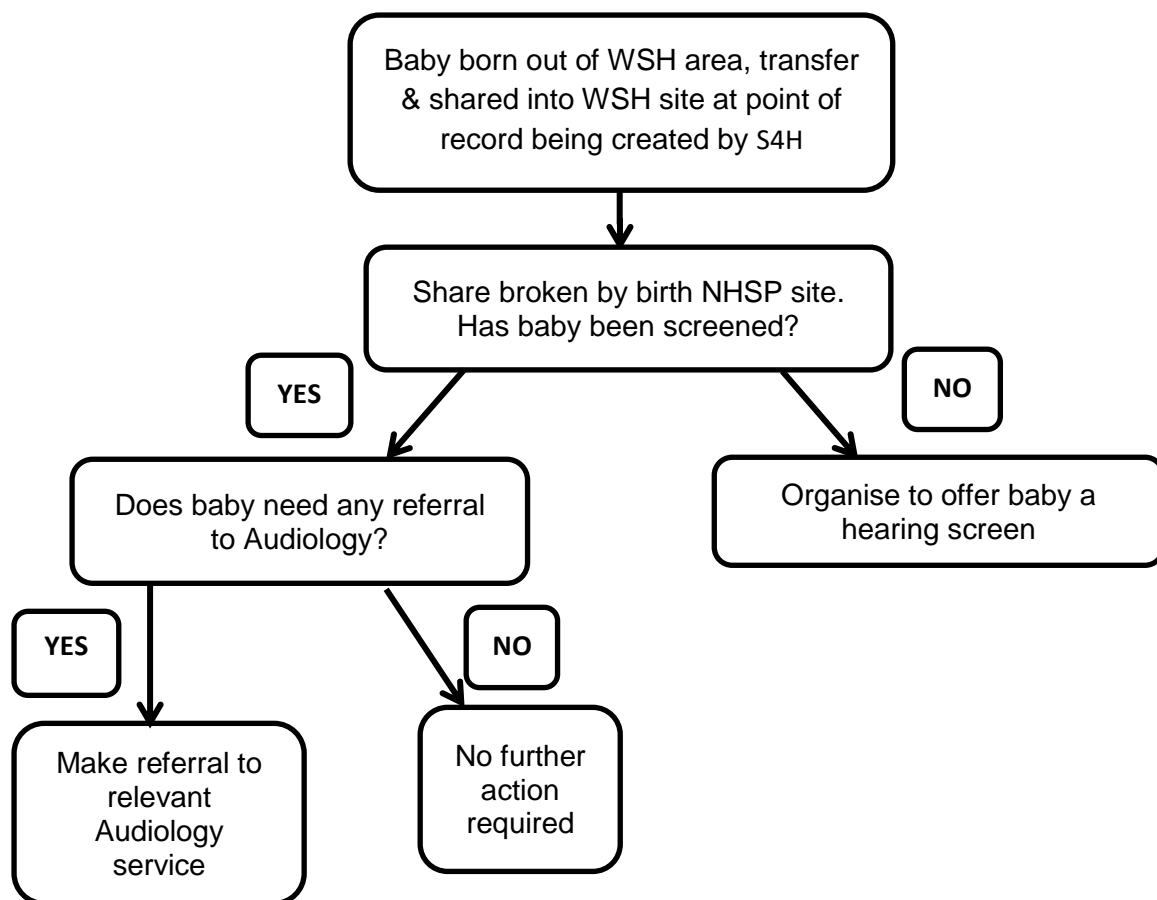 Baby born out of WSH area, transfer
& shared into WSH site at point of
record being created by S4H
Share broken by birth NHSP site.
Has baby been screened?
YES
NO
Does baby need any referral
to Audiology?
Organise to offer baby a
hearing screen
YES
NO
Make referral to
relevant
Audiology
service
No further
action
required